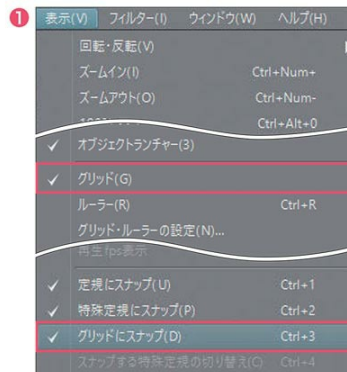 1
表示(V) フィルター(I) ウィンドウ(W) ヘルプ(H)
回転・反転(V)
ズームイン(I) Ctrl+Num+
ズームアウト(O) Ctrl+Num-
Ctrl+Alt+0
✓ オブジェクトランチャー(3)
✓ グリッド(G)
ルーラー(R) Ctrl+R
グリッド・ルーラーの設定(N)...
再生fps表示
✓ 定規にスナップ(U) Ctrl+1
✓ 特殊定規にスナップ(P) Ctrl+2
✓ グリッドにスナップ(D) Ctrl+3
スナップする特殊定規の切り替え(C) Ctrl+4